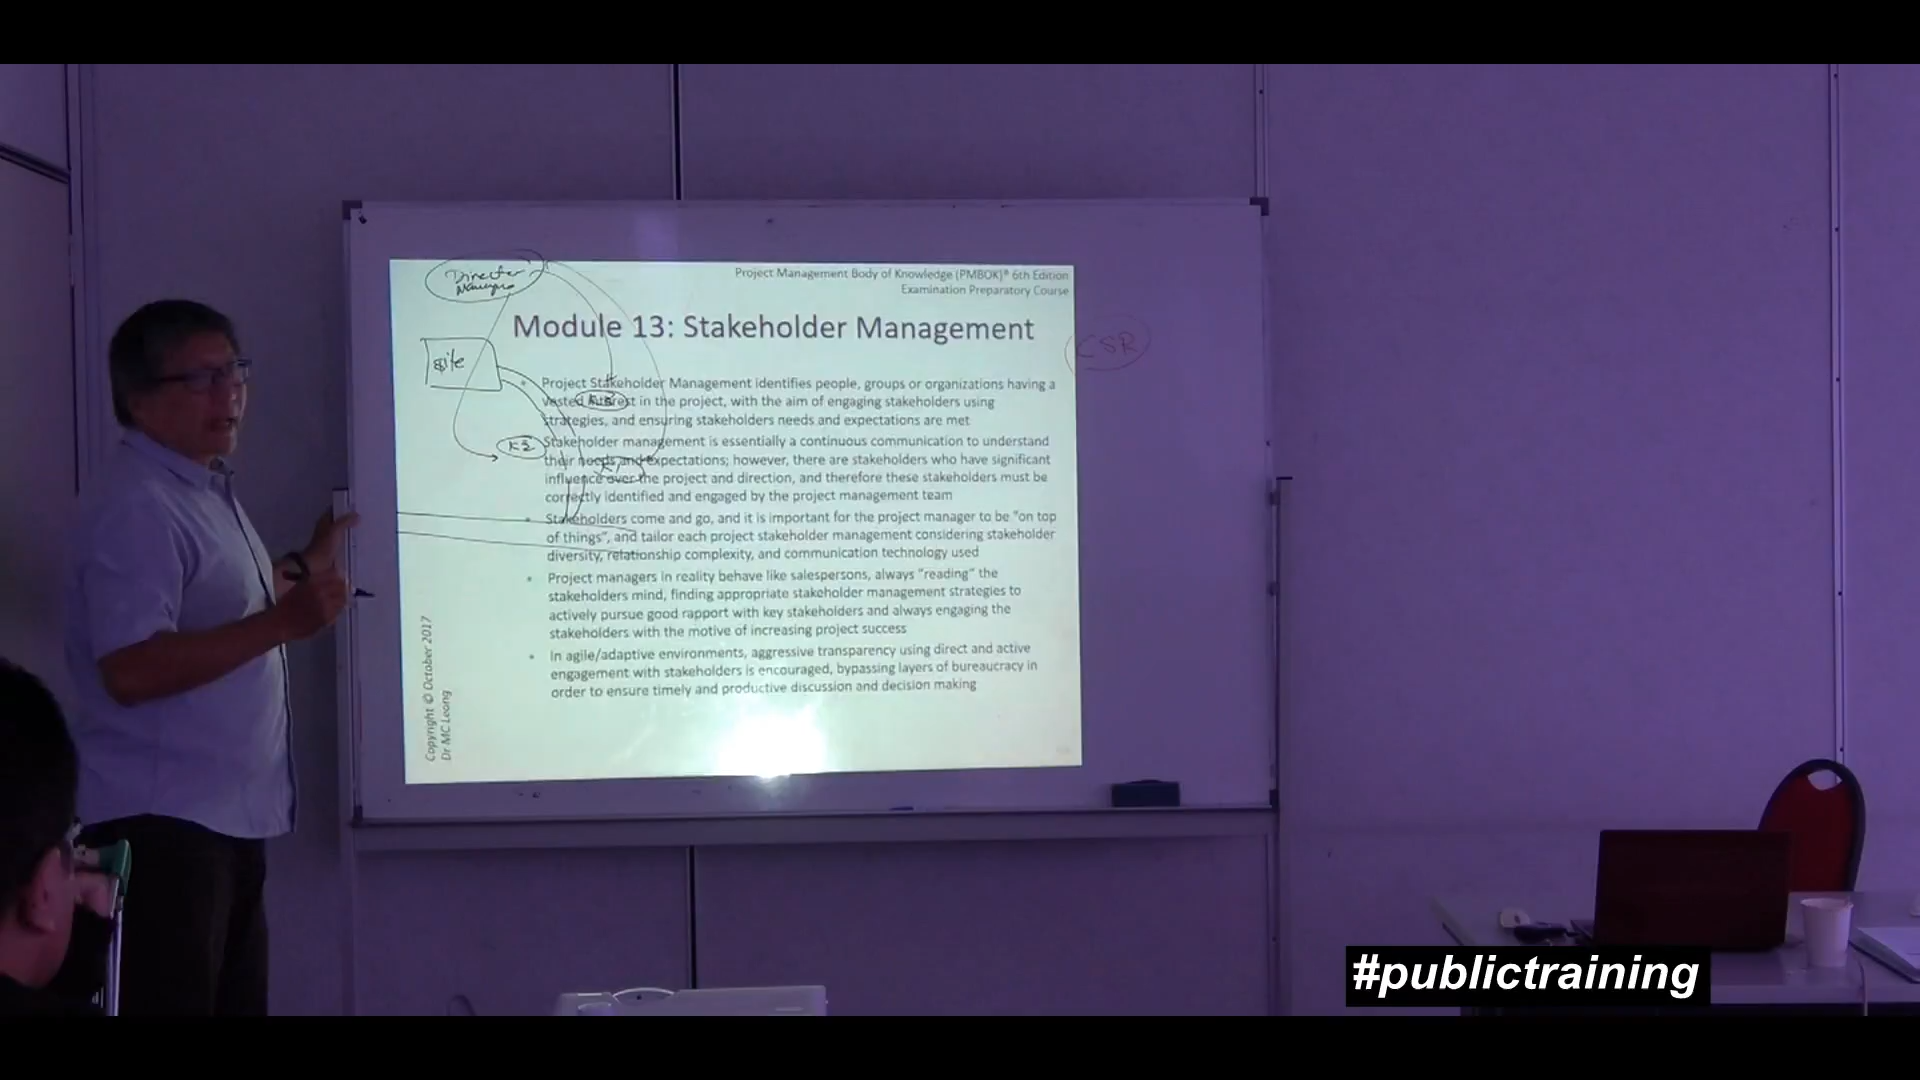 Project Management Body of Knowledge (PMBOK)® 6th Edition
Examination Preparatory Course
Director
Module 13: Stakeholder Management
CSR
site
• Project Stakeholder Management identifies people, groups or organizations having a
vested interest in the project, with the aim of engaging stakeholders using
strategies, and ensuring stakeholders needs and expectations are met
K2
Stakeholder management is essentially a continuous communication to understand
their needs and expectations; however, there are stakeholders who have significant
influence over the project and direction, and therefore these stakeholders must be
correctly identified and engaged by the project management team
• Stakeholders come and go, and it is important for the project manager to be "on top
of things", and tailor each project stakeholder management considering stakeholder
diversity, relationship complexity, and communication technology used
• Project managers in reality behave like salespersons, always "reading" the
stakeholders mind, finding appropriate stakeholder management strategies to
actively pursue good rapport with key stakeholders and always engaging the
stakeholders with the motive of increasing project success
• In agile/adaptive environments, aggressive transparency using direct and active
engagement with stakeholders is encouraged, bypassing layers of bureaucracy in
order to ensure timely and productive discussion and decision making
Copyright © October 2017
Dr MC Leong
#publictraining